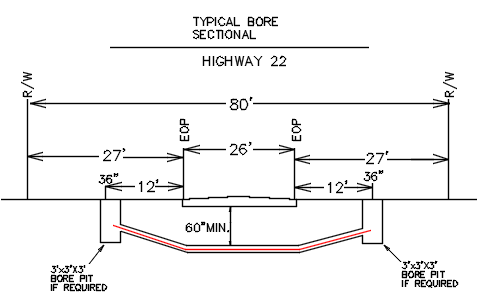 TYPICAL BORE
SECTIONAL
HIGHWAY 22
R/W
R/W
80'
EOP
EOP
27'
26'
27'
36"
12'
12'
36"
60"MIN.
3'x3'X3'
BORE PIT
IF REQUIRED
3'x3'X3'
BORE PIT
IF REQUIRED